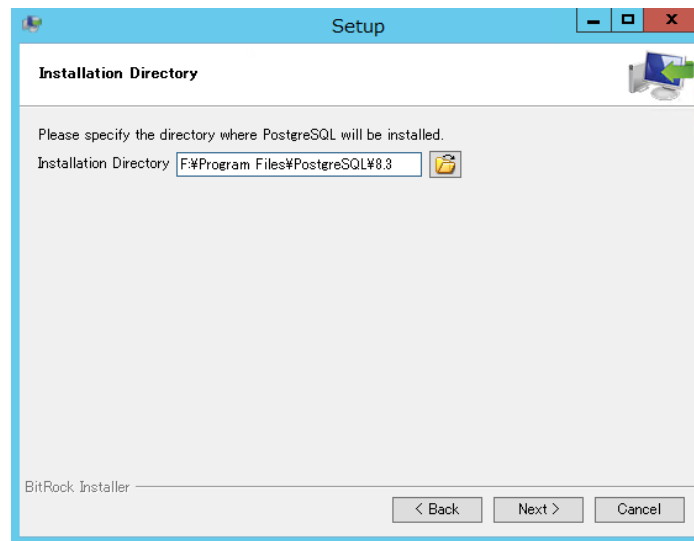 Setup
Installation Directory
Please specify the directory where PostgreSQL will be installed.
Installation Directory F:¥Program Files¥PostgreSQL¥8.3
BitRock Installer
< Back Next > Cancel